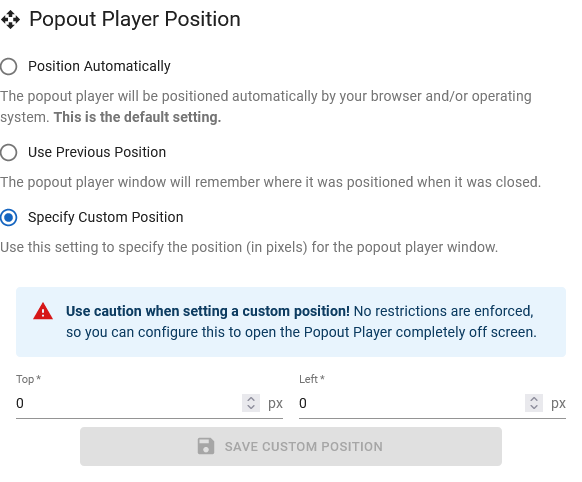 Popout Player Position
Position Automatically
The popout player will be positioned automatically by your browser and/or operating
system. This is the default setting.
Use Previous Position
The popout player window will remember where it was positioned when it was closed.
Specify Custom Position
Use this setting to specify the position (in pixels) for the popout player window.
Use caution when setting a custom position! No restrictions are enforced,
so you can configure this to open the Popout Player completely off screen.
Top * Left *
0 px 0 px
SAVE CUSTOM POSITION